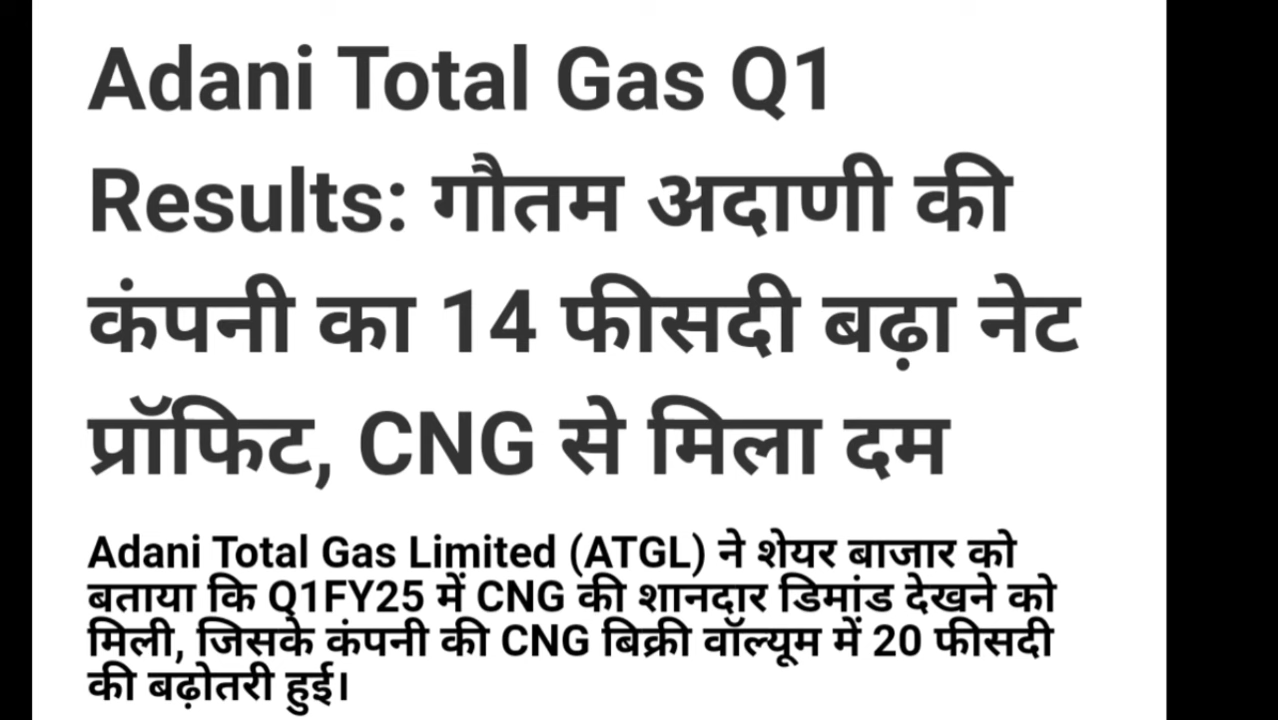 Adani Total Gas Q1
Results: गौतम अदाणी की
कंपनी का 14 फीसदी बढ़ा नेट
प्रॉफिट, CNG से मिला दम
Adani Total Gas Limited (ATGL) ने शेयर बाजार को
बताया कि Q1FY25 में CNG की शानदार डिमांड देखने को
मिली, जिसके कंपनी की CNG बिक्री वॉल्यूम में 20 फीसदी
की बढ़ोतरी हुई।